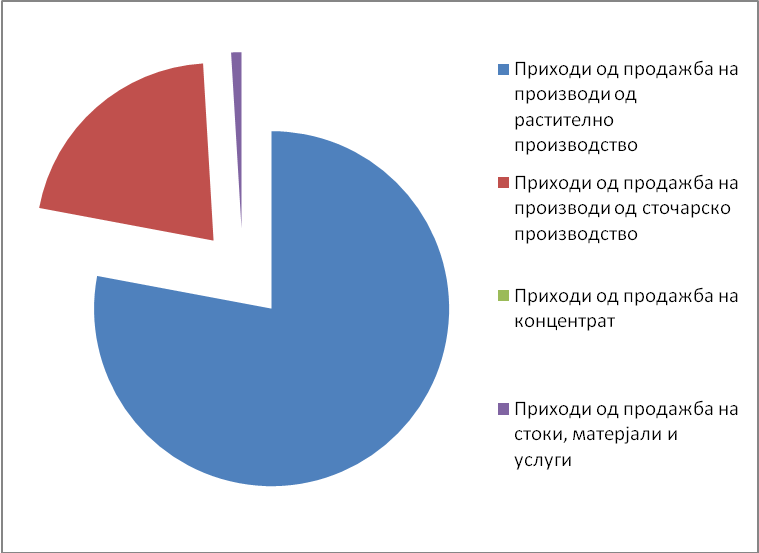 Приходи од продажба на
производи од
растително
производство
Приходи од продажба на
производи од сточарско
производство
Приходи од продажба на
концентрат
Приходи од продажба на
стоки, матерјали и
услуги